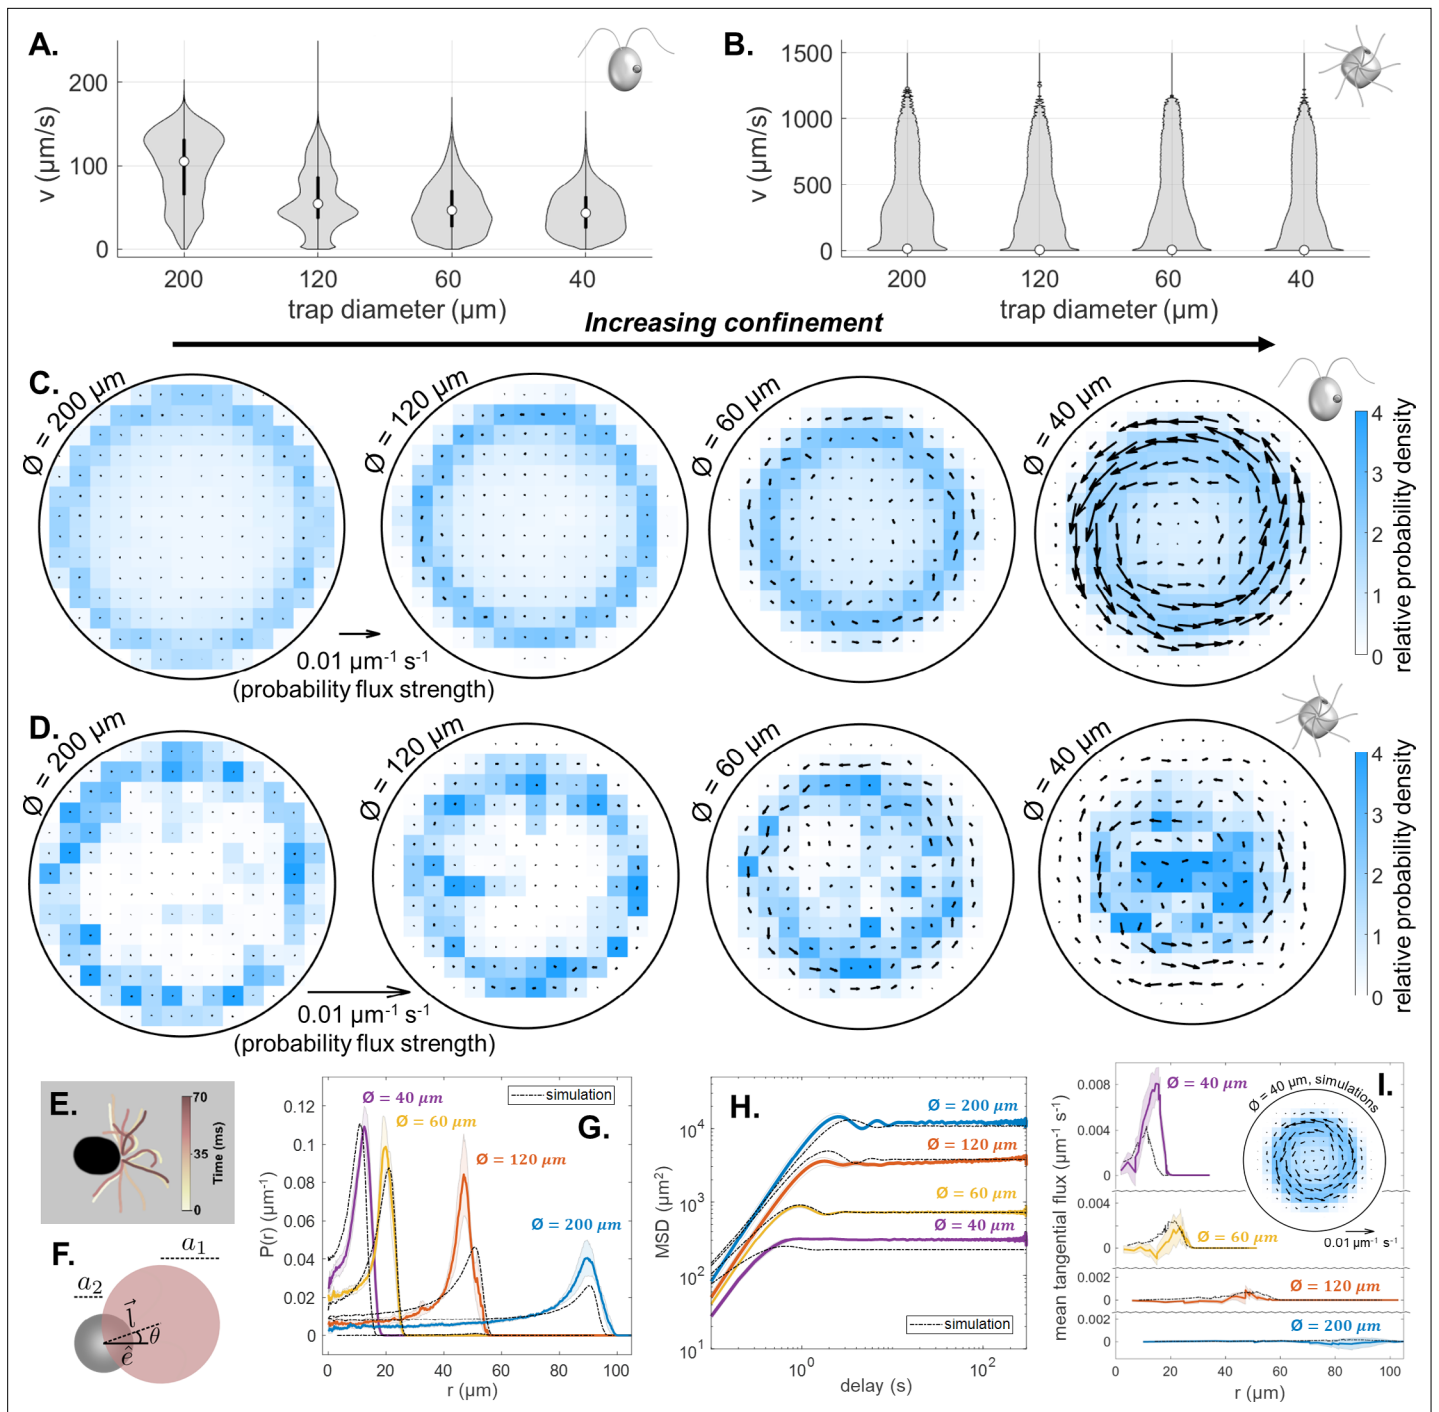 A.
200
100
0
v (µm/s)
200 120 60 40
trap diameter (µm)
B.
1500
1000
500
0
v (µm/s)
200 120 60 40
trap diameter (µm)
Increasing confinement
C.
Ø = 200 µm
Ø = 120 µm
Ø = 60 µm
Ø = 40 µm
0.01 µm⁻¹ s⁻¹
(probability flux strength)
4
3
2
1
0
relative probability density
D.
Ø = 200 µm
Ø = 120 µm
Ø = 60 µm
Ø = 40 µm
0.01 µm⁻¹ s⁻¹
(probability flux strength)
4
3
2
1
0
relative probability density
E.
70
35
0
Time (ms)
F.
a₁
a₂
l⃗
θ
ê
G.
simulation
Ø = 40 µm
Ø = 60 µm
Ø = 120 µm
Ø = 200 µm
0.12
0.1
0.08
0.06
0.04
0.02
0
P(r) (µm⁻¹)
0 20 40 60 80 100
r (µm)
H.
Ø = 200 µm
Ø = 120 µm
Ø = 60 µm
Ø = 40 µm
simulation
10⁴
10³
10²
10¹
MSD (µm²)
10⁰ 10²
delay (s)
I.
Ø = 40 µm
Ø = 40 µm, simulations
0.01 µm⁻¹ s⁻¹
Ø = 60 µm
Ø = 120 µm
Ø = 200 µm
0.008
0.004
0
0.004
0
0.002
0
0.002
0
mean tangential flux (µm⁻¹ s⁻¹)
0 20 40 60 80 100
r (µm)